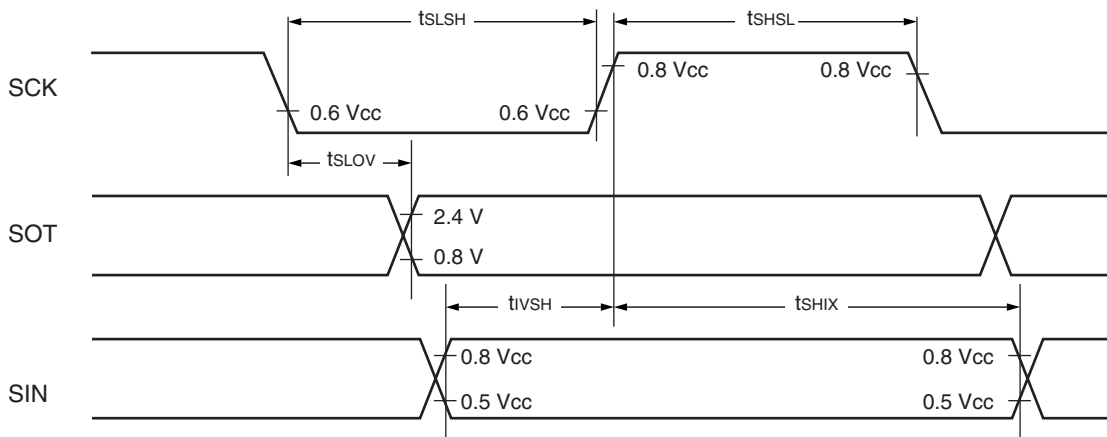 tSLSH tSHSL
SCK 0.8 Vcc 0.8 Vcc
0.6 Vcc 0.6 Vcc
tSLOV
SOT 2.4 V
0.8 V
tIVSH tSHIX
0.8 Vcc 0.8 Vcc
SIN 0.5 Vcc 0.5 Vcc